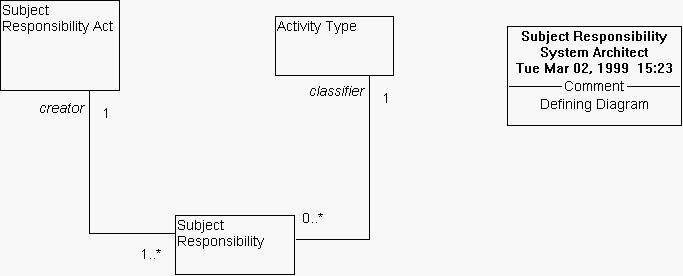 Subject
Responsibility Act
Activity Type
Subject Responsibility
System Architect
Tue Mar 02, 1999  15:23
Comment
Defining Diagram
creator
1
classifier
1
Subject
Responsibility
1..*
0..*